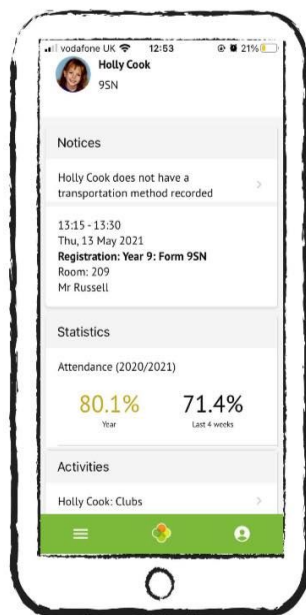 vodafone UK 12:53 21%
Holly Cook
9SN
Notices
Holly Cook does not have a
transportation method recorded
13:15 - 13:30
Thu, 13 May 2021
Registration: Year 9: Form 9SN
Room: 209
Mr Russell
Statistics
Attendance (2020/2021)
80.1% 71.4%
Year Last 4 weeks
Activities
Holly Cook: Clubs